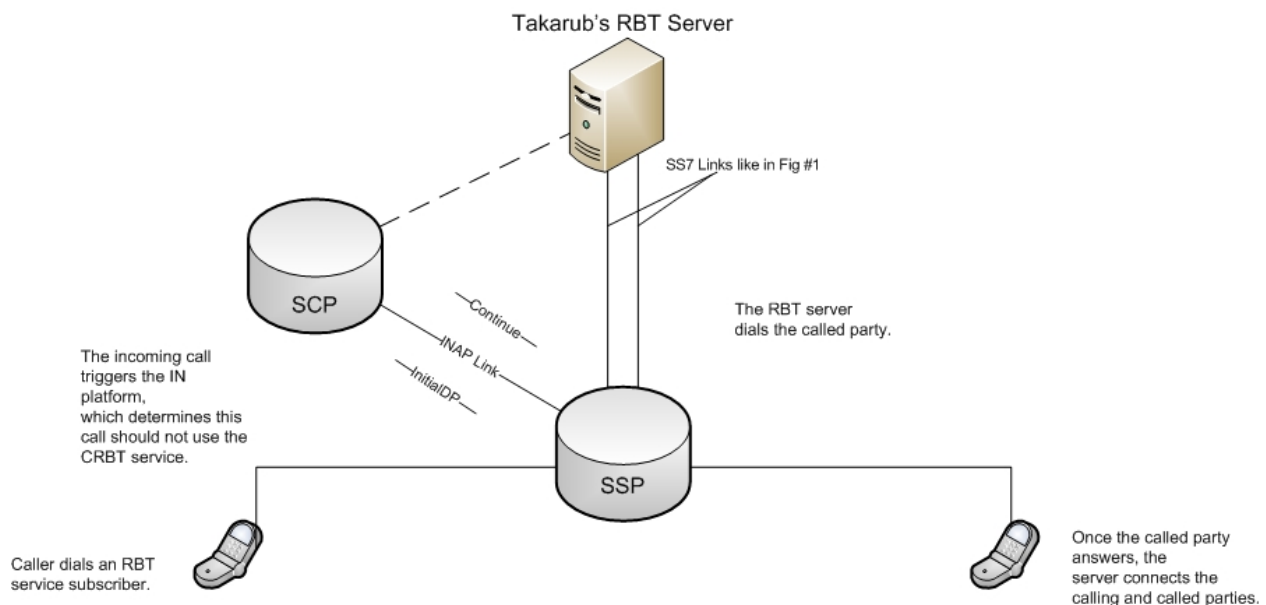 Takarub's RBT Server
SS7 Links like in Fig #1
SCP
Continue
INAP Link
InitialDP
The RBT server
dials the called party.
The incoming call
triggers the IN
platform,
which determines this
call should not use the
CRBT service.
SSP
Caller dials an RBT
service subscriber.
Once the called party
answers, the
server connects the
calling and called parties.